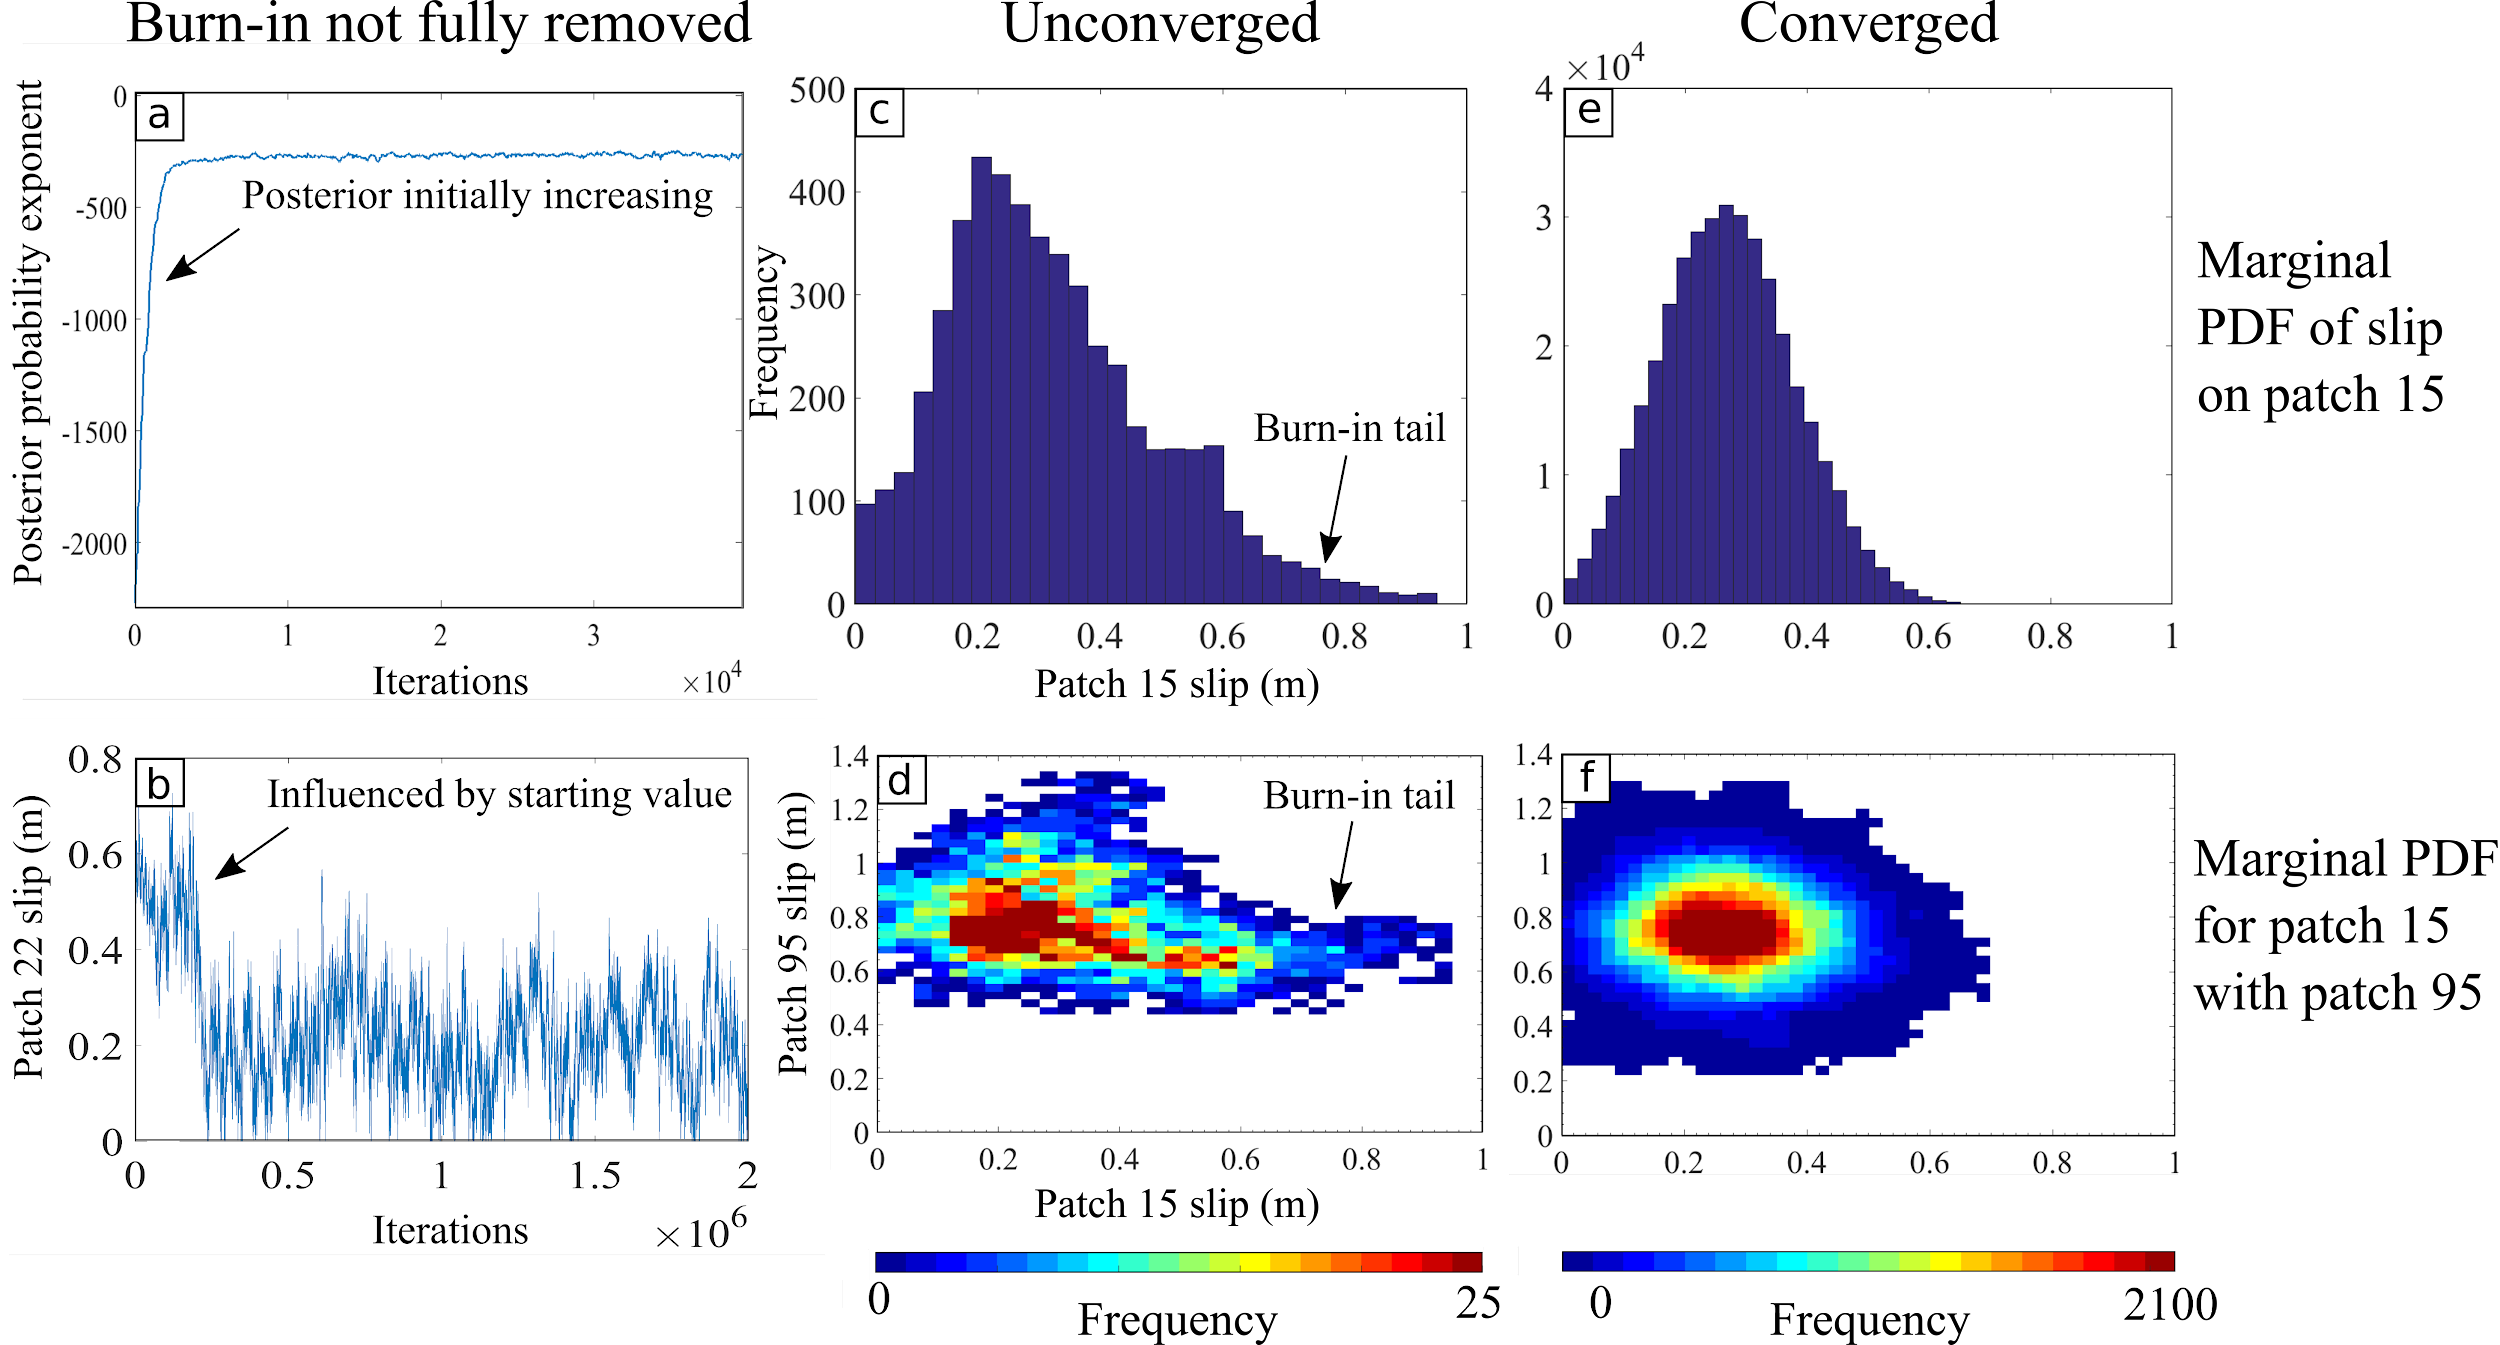 Burn-in not fully removed
Unconverged
Converged
a
Posterior probability exponent
0
-500
-1000
-1500
-2000
Posterior initially increasing
0 1 2 3
Iterations
×10⁴
c
Frequency
500
400
300
200
100
0
Burn-in tail
0 0.2 0.4 0.6 0.8 1
Patch 15 slip (m)
e
×10⁴
4
3
2
1
0
0 0.2 0.4 0.6 0.8 1
Marginal
PDF of slip
on patch 15
b
Patch 22 slip (m)
0.8
0.6
0.4
0.2
0
Influenced by starting value
0 0.5 1 1.5 2
Iterations
×10⁶
d
Patch 95 slip (m)
1.4
1.2
1
0.8
0.6
0.4
0.2
0
Burn-in tail
0 0.2 0.4 0.6 0.8 1
Patch 15 slip (m)
0 25
Frequency
f
1.4
1.2
1
0.8
0.6
0.4
0.2
0
0 0.2 0.4 0.6 0.8 1
0 2100
Frequency
Marginal PDF
for patch 15
with patch 95